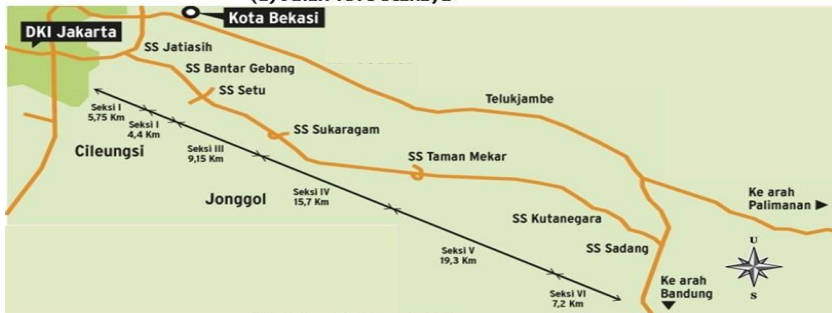 Kota Bekasi
DKI Jakarta
SS Jatiasih
SS Bantar Gebang
SS Setu
Telukjambe
Seksi I
5,75 Km
Seksi I
4,4 Km
SS Sukaragam
Cileungsi
Seksi III
9,15 Km
SS Taman Mekar
Jonggol
Seksi IV
15,7 Km
Ke arah
Palimanan
SS Kutanegara
SS Sadang
Seksi V
19,3 Km
U
S
Ke arah
Bandung
Seksi VI
7,2 Km